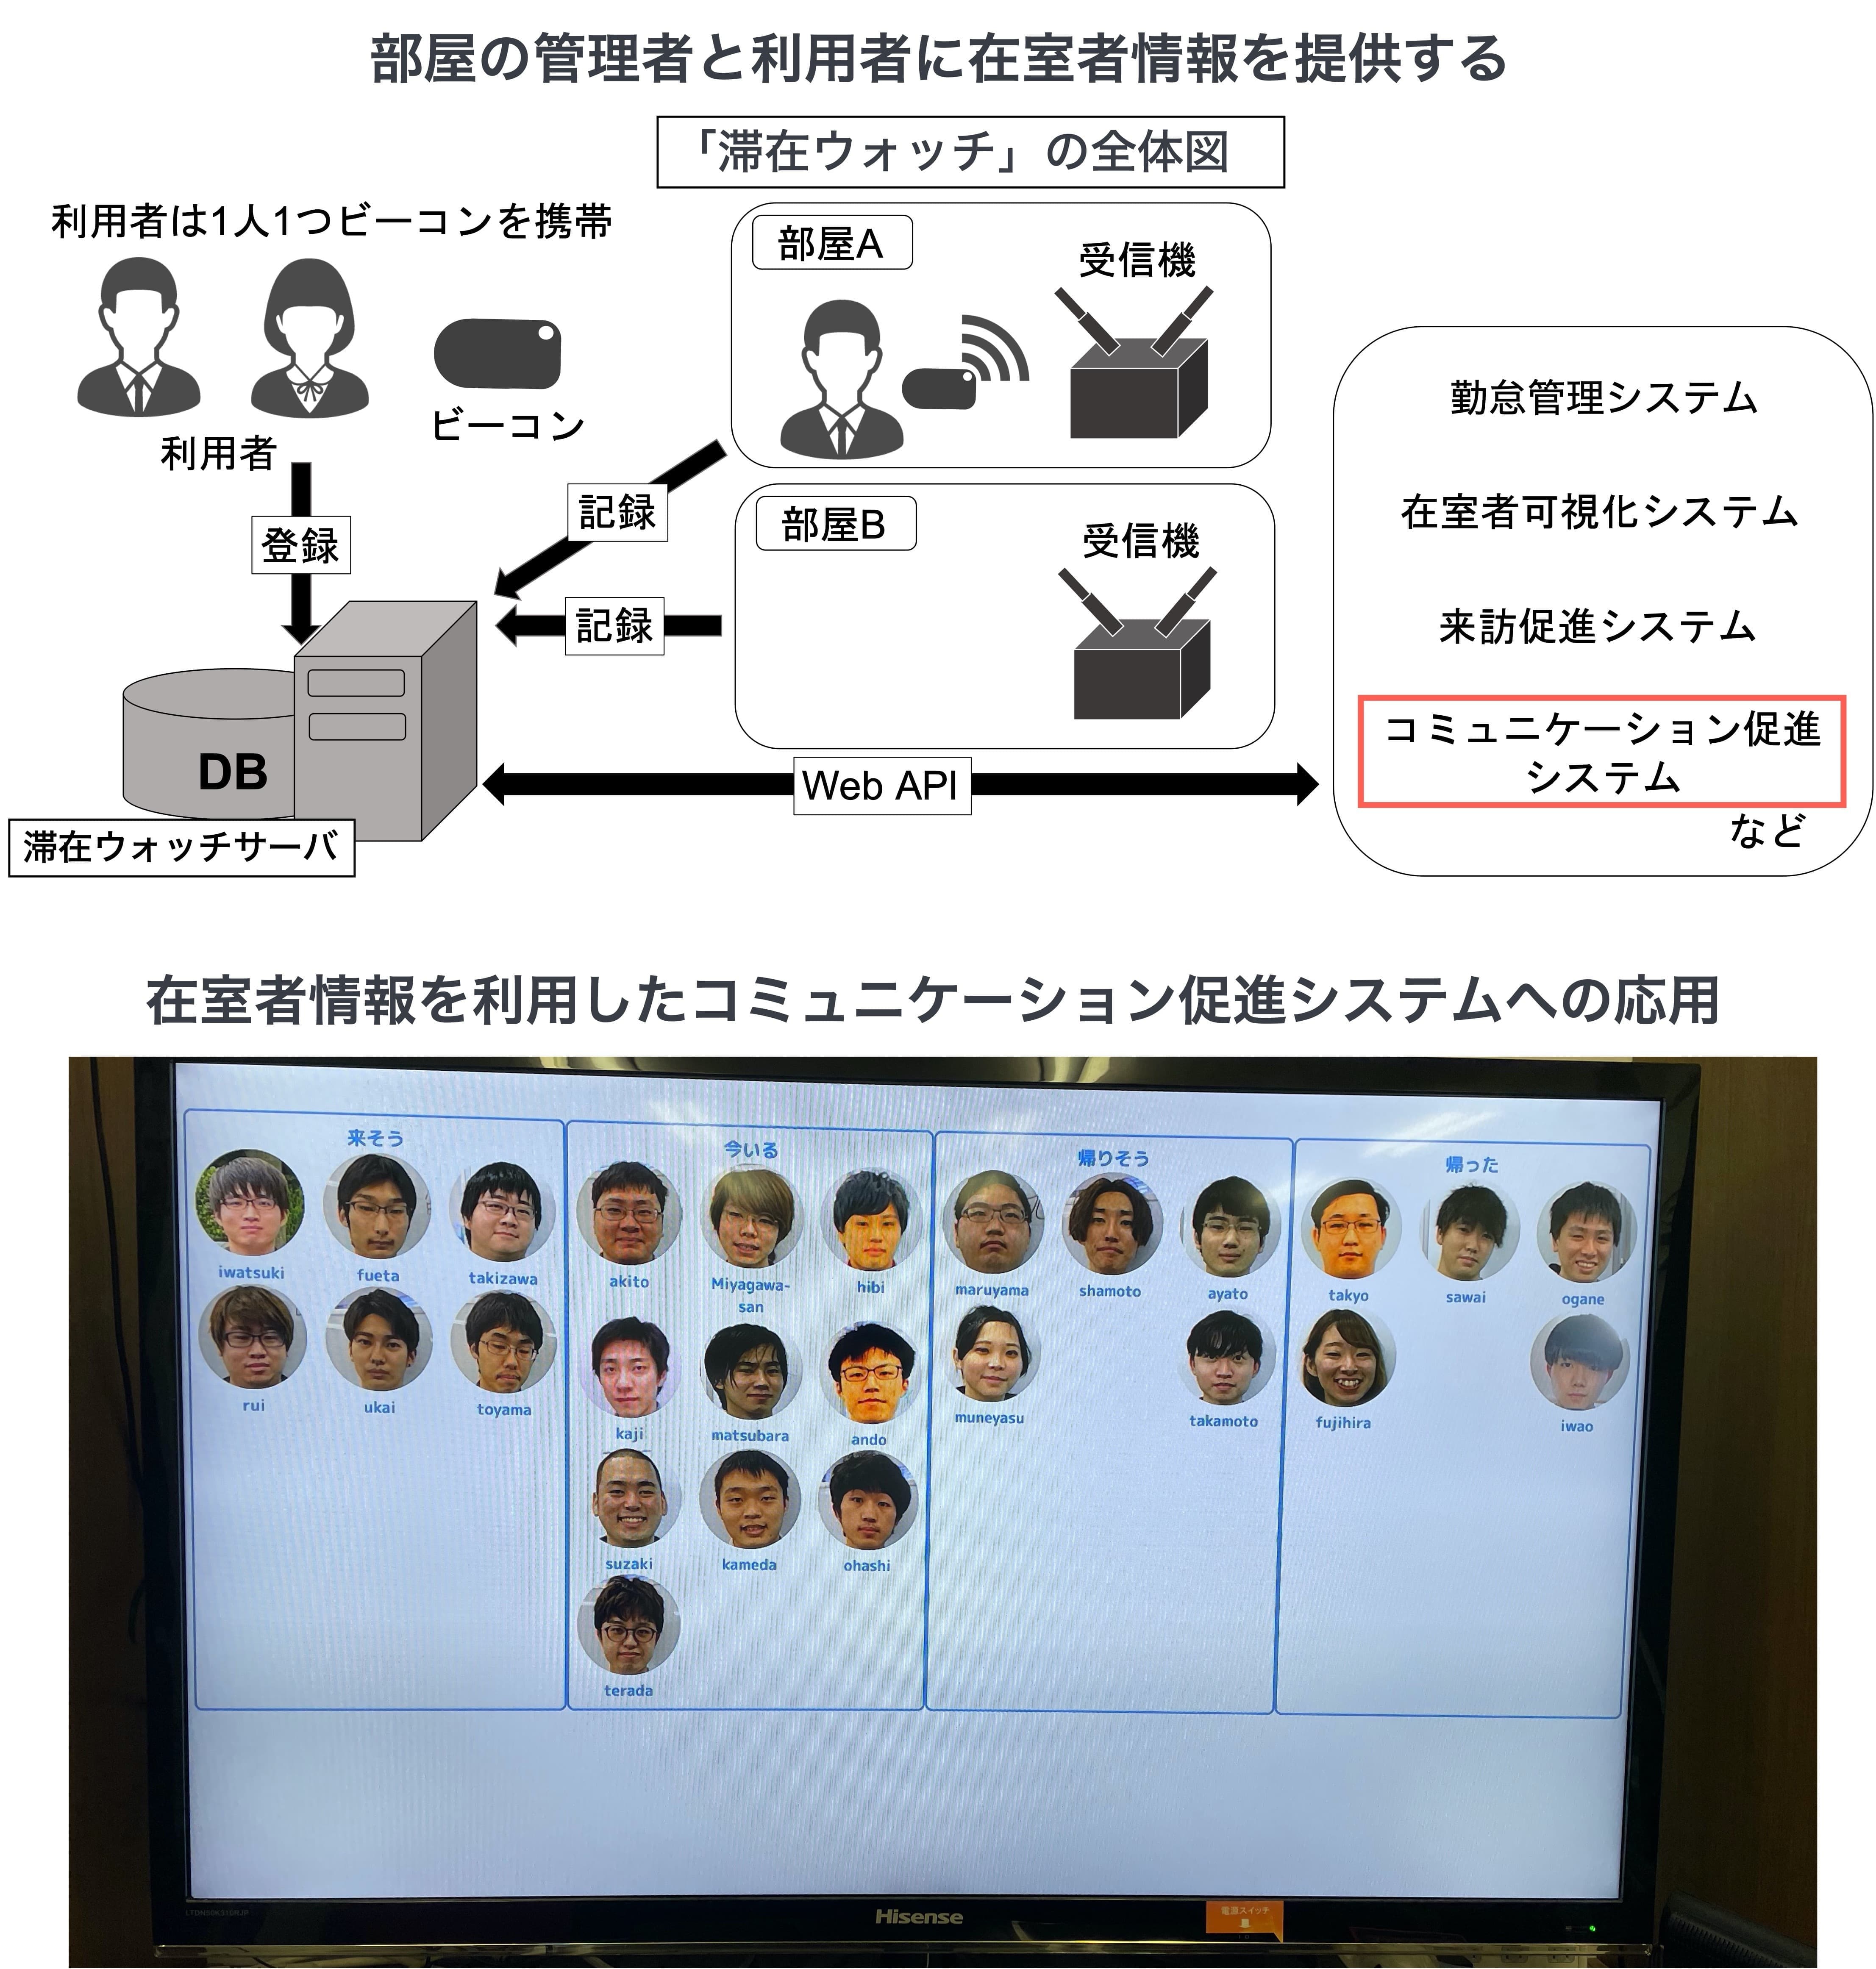 部屋の管理者と利用者に在室者情報を提供する
「滞在ウォッチ」の全体図
利用者は1人1つビーコンを携帯
利用者
ビーコン
部屋A
受信機
登録
記録
記録
部屋B
受信機
DB
滞在ウォッチサーバ
Web API
勤怠管理システム
在室者可視化システム
来訪促進システム
コミュニケーション促進
システム
など
在室者情報を利用したコミュニケーション促進システムへの応用
来そう
iwatsuki
fueta
takizawa
rui
ukai
toyama
今いる
akito
Miyagawa-
san
hibi
kaji
matsubara
ando
suzaki
kameda
ohashi
terada
帰りそう
maruyama
shamoto
ayato
muneyasu
takamoto
帰った
takyo
sawai
ogane
fujihira
iwao
Hisense
電源スイッチ